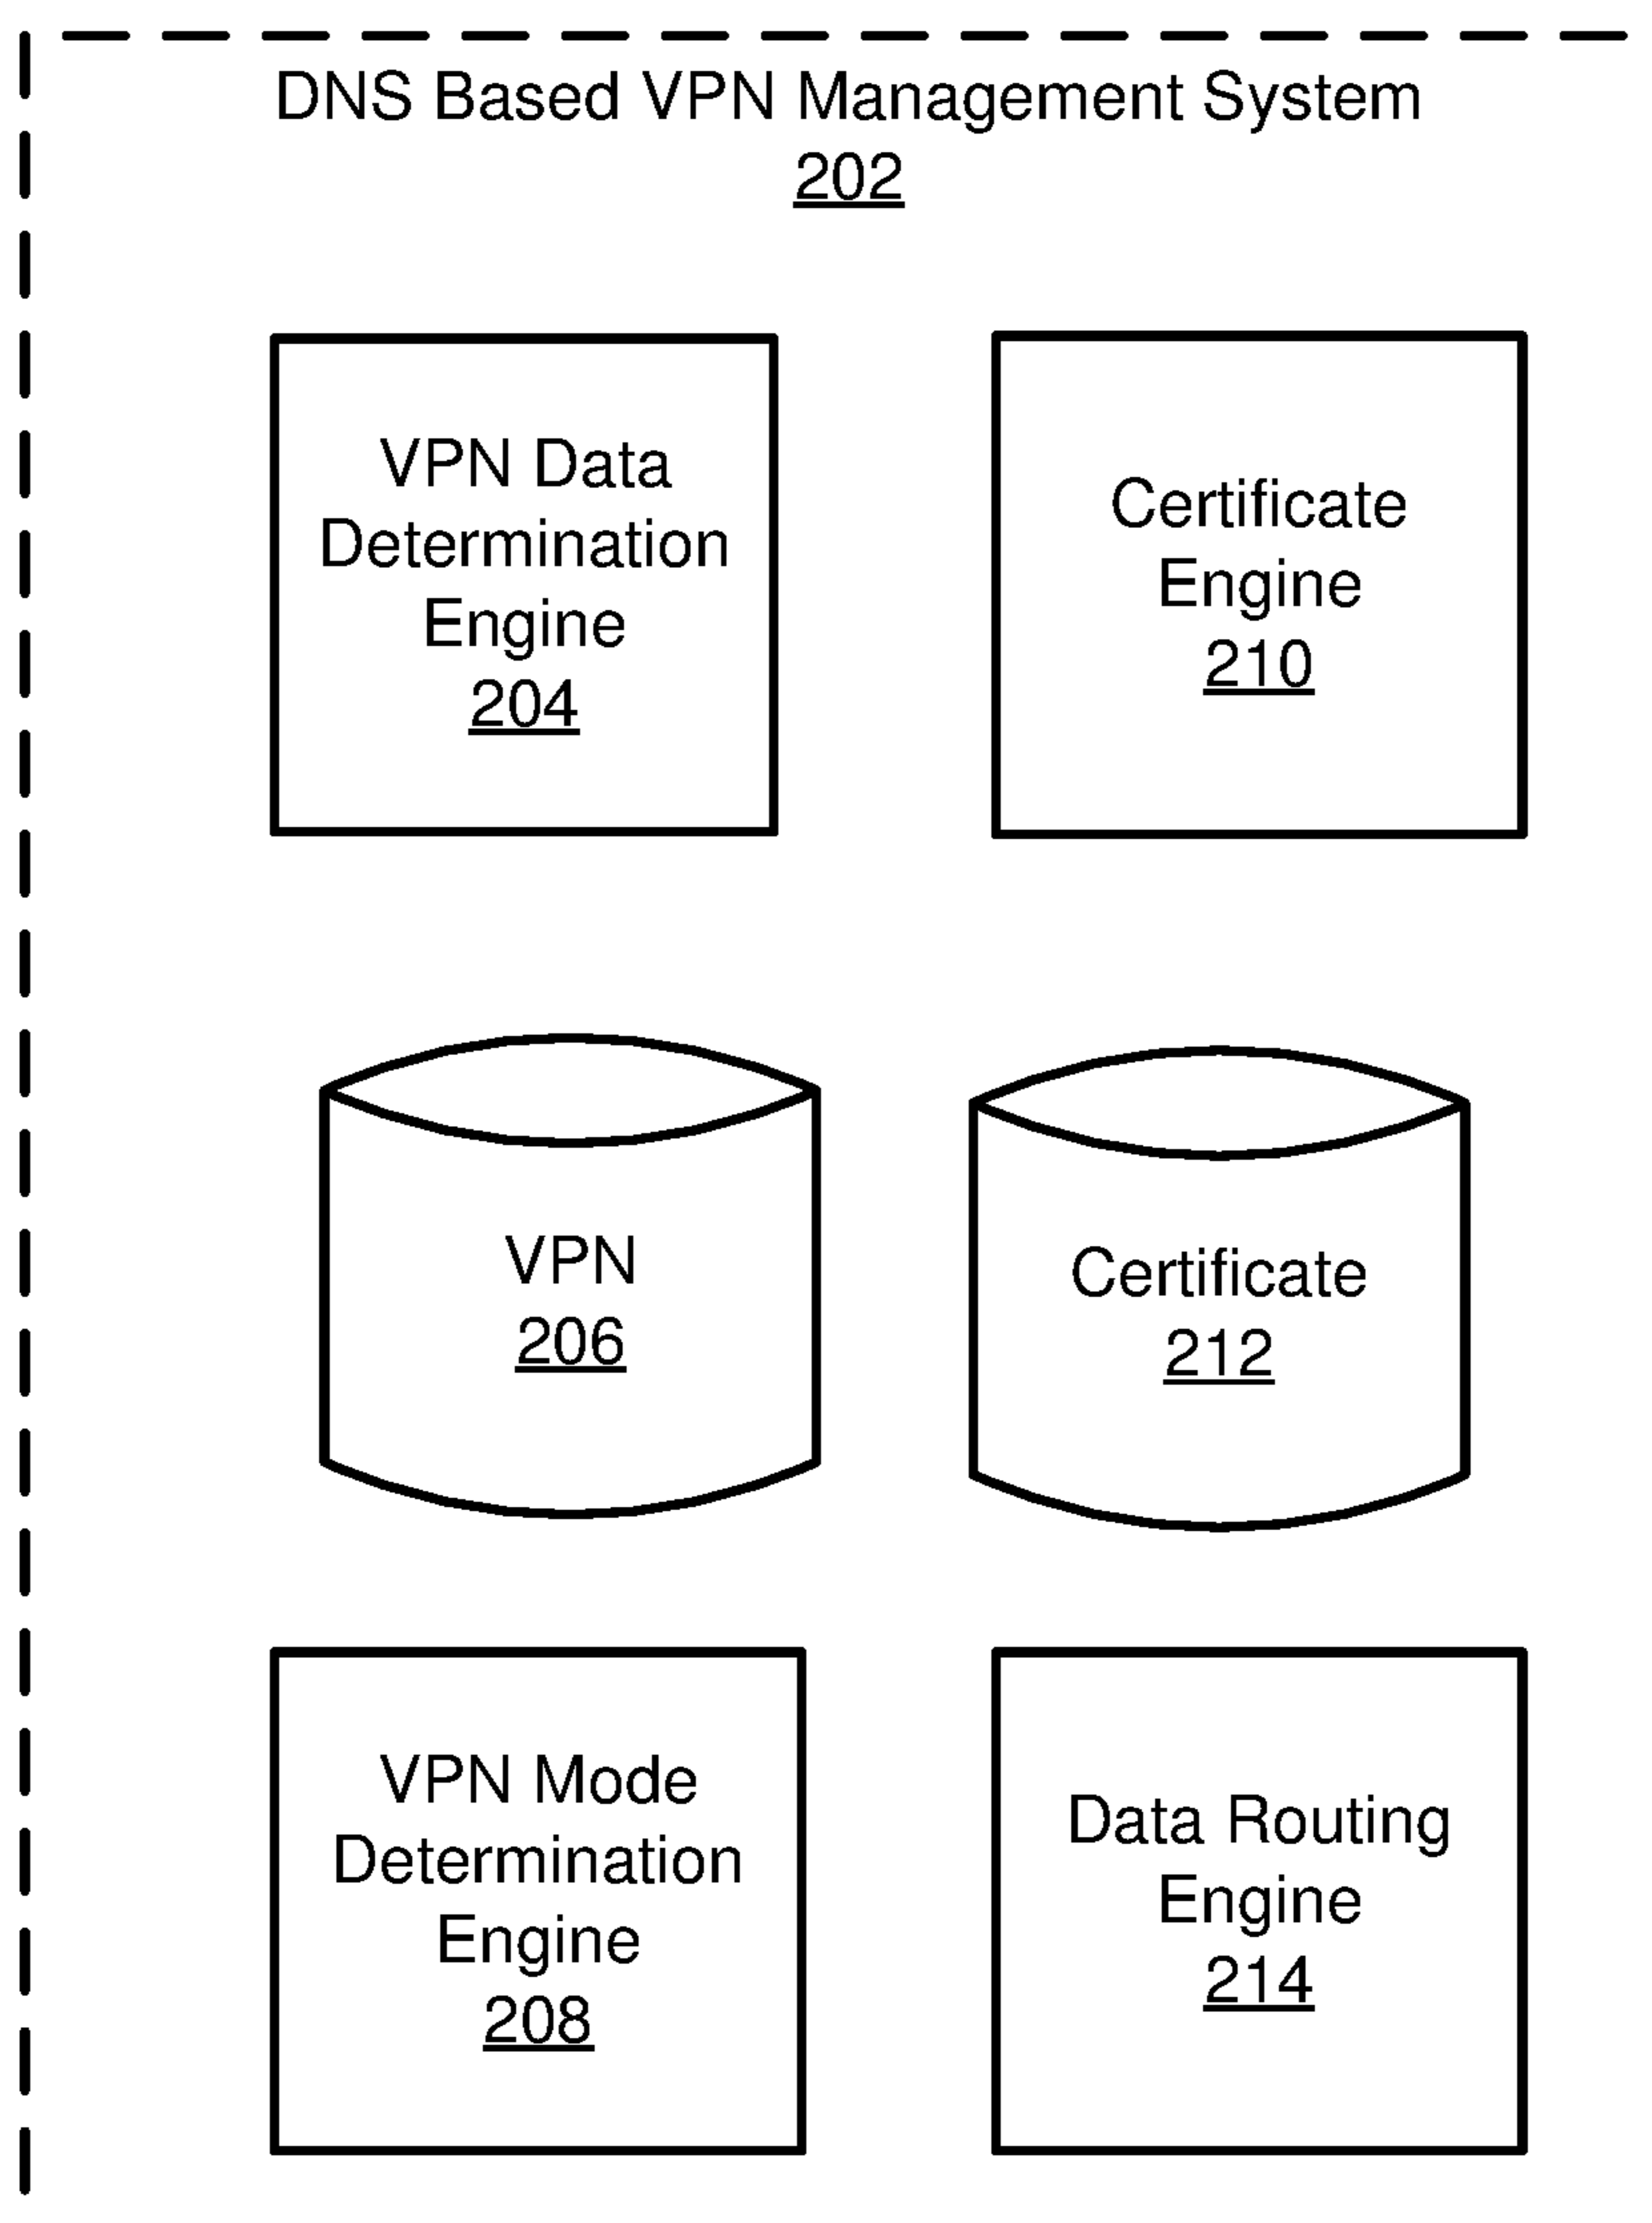 DNS Based VPN Management System
202
VPN Data
Determination
Engine
204
Certificate
Engine
210
VPN
206
Certificate
212
VPN Mode
Determination
Engine
208
Data Routing
Engine
214